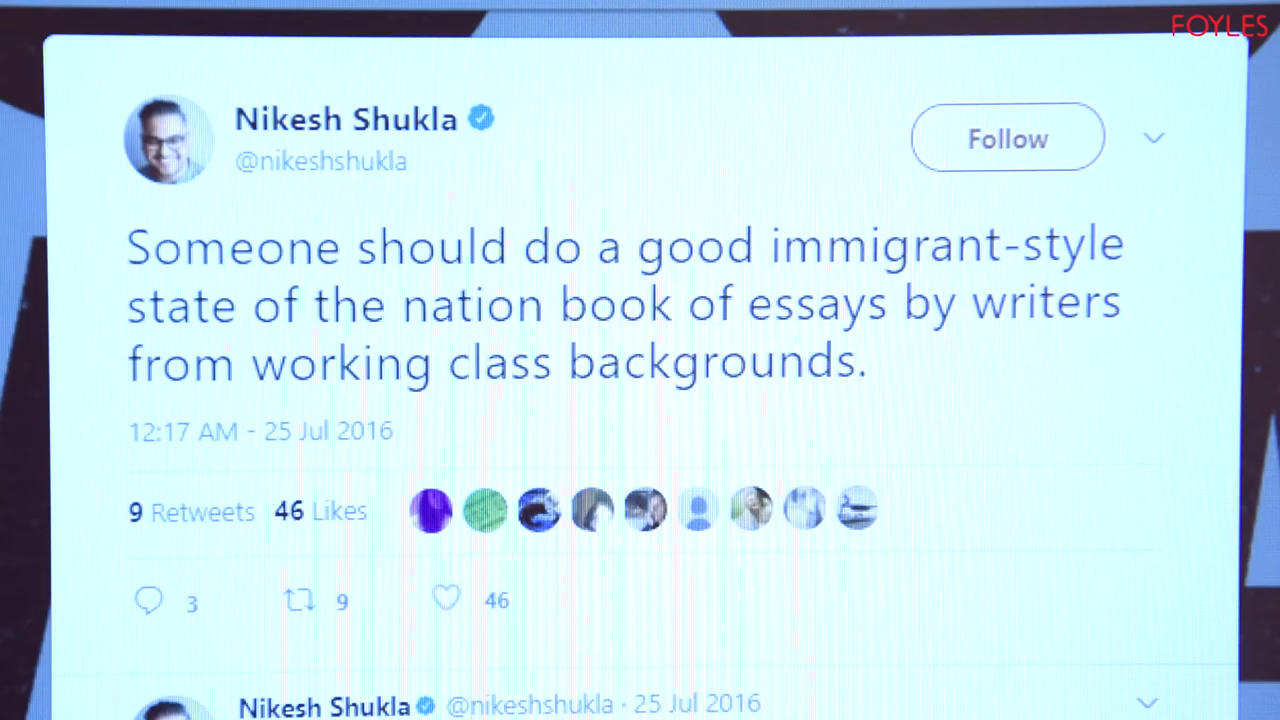 FOYLES
Nikesh Shukla
@nikeshshukla
Follow
Someone should do a good immigrant-style
state of the nation book of essays by writers
from working class backgrounds.
12:17 AM - 25 Jul 2016
9 Retweets 46 Likes
3 9 46
Nikesh Shukla @nikeshshukla · 25 Jul 2016